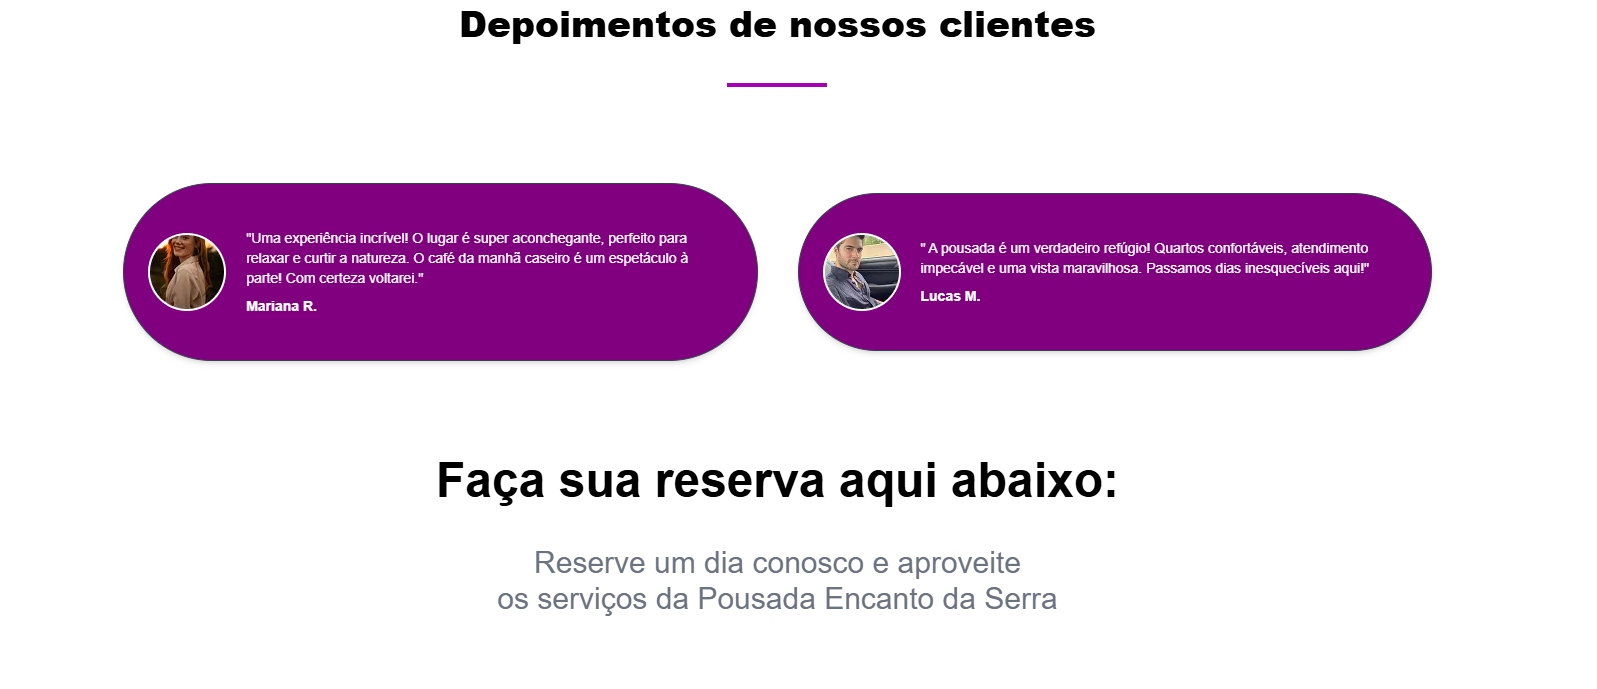 Depoimentos de nossos clientes
"Uma experiência incrível! O lugar é super aconchegante, perfeito para
relaxar e curtir a natureza. O café da manhã caseiro é um espetáculo à
parte! Com certeza voltarei."
Mariana R.
" A pousada é um verdadeiro refúgio! Quartos confortáveis, atendimento
impecável e uma vista maravilhosa. Passamos dias inesquecíveis aqui!"
Lucas M.
Faça sua reserva aqui abaixo:
Reserve um dia conosco e aproveite
os serviços da Pousada Encanto da Serra